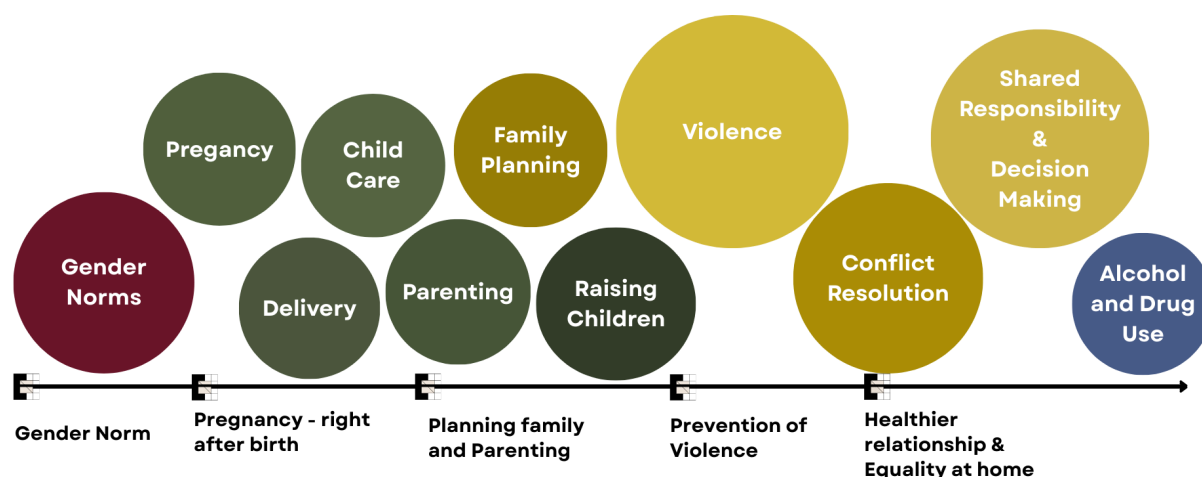 Gender
Norms
Pregancy
Delivery
Child
Care
Parenting
Family
Planning
Raising
Children
Violence
Conflict
Resolution
Shared
Responsibility
&
Decision
Making
Alcohol
and Drug
Use
Gender Norm
Pregnancy - right
after birth
Planning family
and Parenting
Prevention of
Violence
Healthier
relationship &
Equality at home